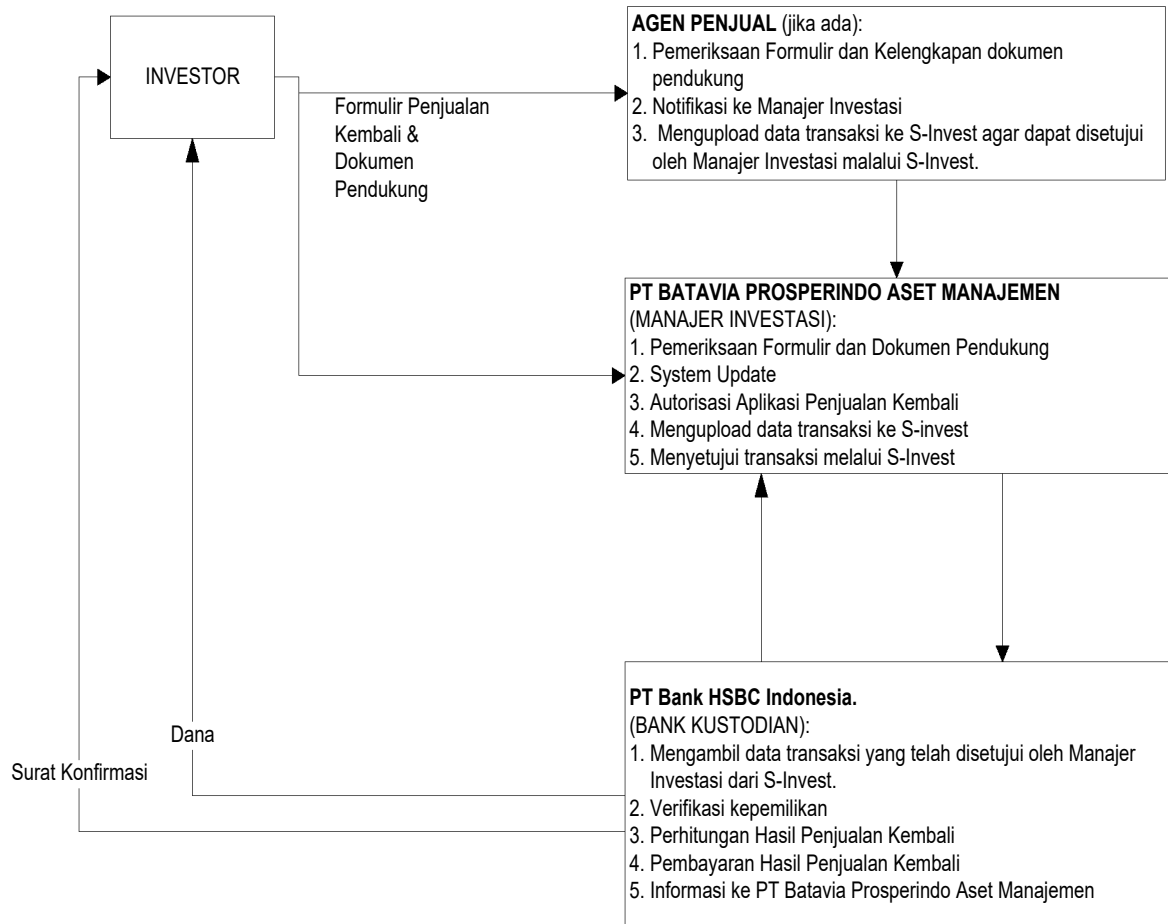 INVESTOR
Formulir Penjualan
Kembali &
Dokumen
Pendukung
AGEN PENJUAL (jika ada):
1. Pemeriksaan Formulir dan Kelengkapan dokumen
pendukung
2. Notifikasi ke Manajer Investasi
3. Mengupload data transaksi ke S-Invest agar dapat disetujui
oleh Manajer Investasi malalui S-Invest.
PT BATAVIA PROSPERINDO ASET MANAJEMEN
(MANAJER INVESTASI):
1. Pemeriksaan Formulir dan Dokumen Pendukung
2. System Update
3. Autorisasi Aplikasi Penjualan Kembali
4. Mengupload data transaksi ke S-invest
5. Menyetujui transaksi melalui S-Invest
PT Bank HSBC Indonesia.
(BANK KUSTODIAN):
1. Mengambil data transaksi yang telah disetujui oleh Manajer
Investasi dari S-Invest.
2. Verifikasi kepemilikan
3. Perhitungan Hasil Penjualan Kembali
4. Pembayaran Hasil Penjualan Kembali
5. Informasi ke PT Batavia Prosperindo Aset Manajemen
Dana
Surat Konfirmasi